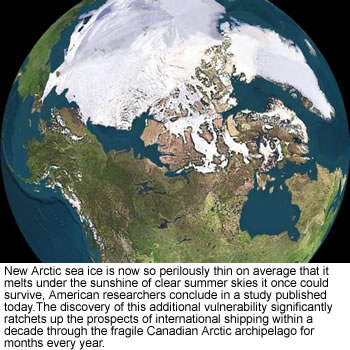 New Arctic sea ice is now so perilously thin on average that it
melts under the sunshine of clear summer skies it once could
survive, American researchers conclude in a study published
today.The discovery of this additional vulnerability significantly
ratchets up the prospects of international shipping within a
decade through the fragile Canadian Arctic archipelago for
months every year.